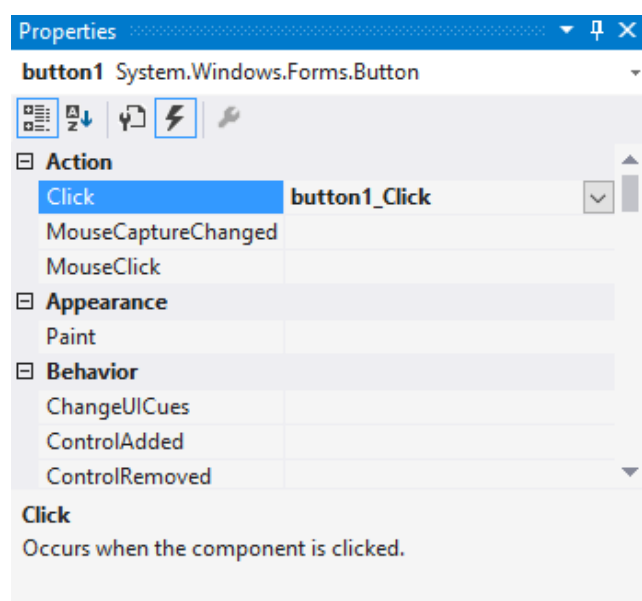 Properties
button1 System.Windows.Forms.Button
Action
Click button1_Click
MouseCaptureChanged
MouseClick
Appearance
Paint
Behavior
ChangeUICues
ControlAdded
ControlRemoved
Click
Occurs when the component is clicked.